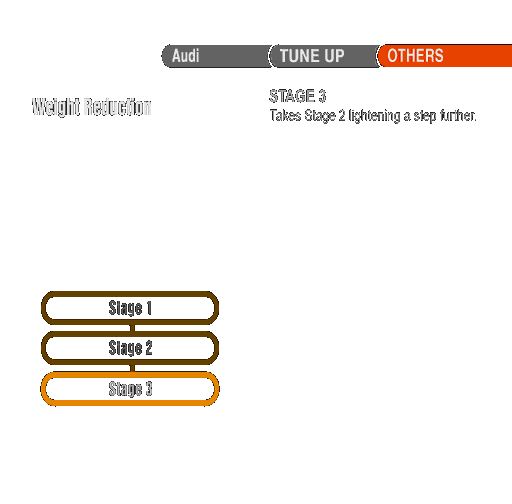 Audi
TUNE UP
OTHERS
Weight Reduction
STAGE 3
Takes Stage 2 lightening a step further.
Stage 1
Stage 2
Stage 3